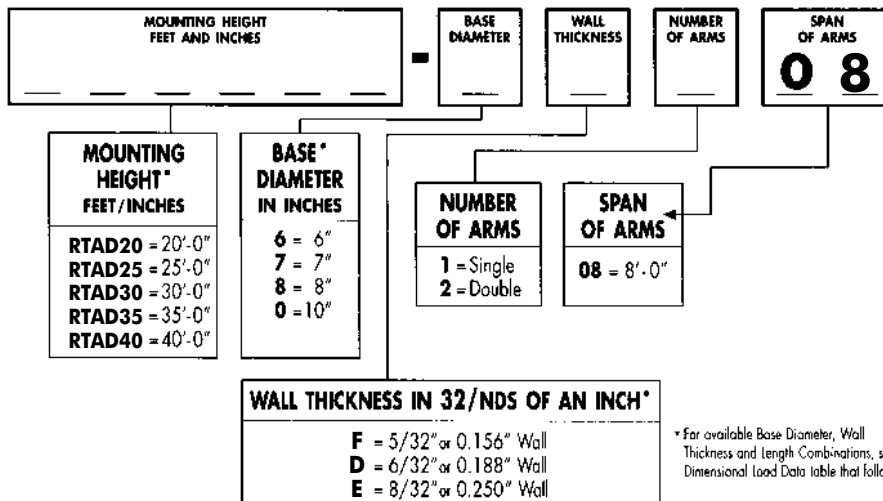 MOUNTING HEIGHT
FEET AND INCHES
-
BASE
DIAMETER
WALL
THICKNESS
NUMBER
OF ARMS
SPAN
OF ARMS
0 8
MOUNTING
HEIGHT*
FEET/INCHES
RTAD20 = 20'-0"
RTAD25 = 25'-0"
RTAD30 = 30'-0"
RTAD35 = 35'-0"
RTAD40 = 40'-0"
BASE*
DIAMETER
IN INCHES
6 = 6"
7 = 7"
8 = 8"
0 = 10"
NUMBER
OF ARMS
1 = Single
2 = Double
SPAN
OF ARMS
08 = 8'-0"
WALL THICKNESS IN 32/NDS OF AN INCH*
F = 5/32" or 0.156" Wall
D = 6/32" or 0.188" Wall
E = 8/32" or 0.250" Wall
* For available Base Diameter, Wall
Thickness and Length Combinations, s
Dimensional Load Data table that follo